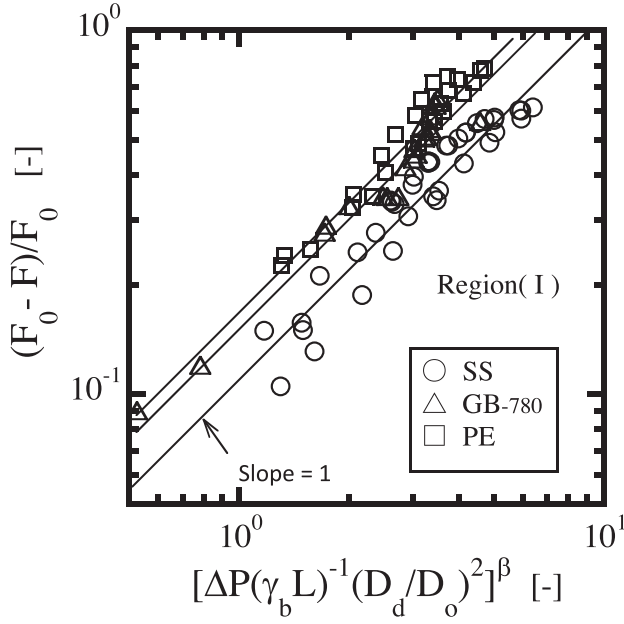 10^0
(F_0 - F)/F_0 [-]
Region( I )
SS
GB-780
PE
10^-1
Slope = 1
10^0
10^1
[ΔP(γ_b L)^-1(D_d/D_o)^2]^β [-]